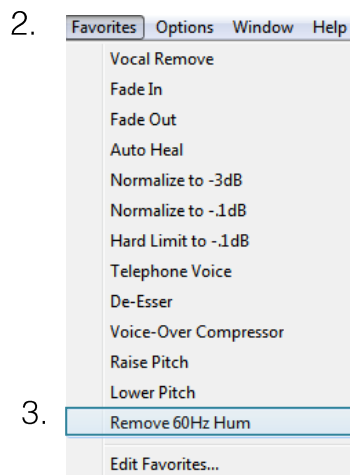 2.
Favorites Options Window Help
Vocal Remove
Fade In
Fade Out
Auto Heal
Normalize to -3dB
Normalize to -.1dB
Hard Limit to -.1dB
Telephone Voice
De-Esser
Voice-Over Compressor
Raise Pitch
Lower Pitch
3. Remove 60Hz Hum
Edit Favorites...